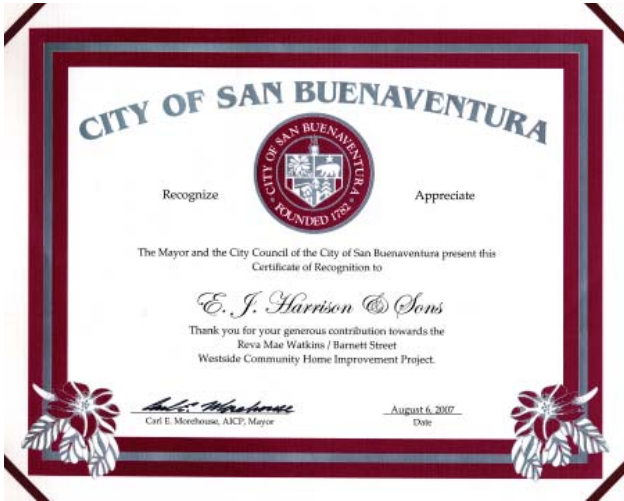 CITY OF SAN BUENAVENTURA
CITY OF SAN BUENAVENTURA
FOUNDED 1782
Recognize
Appreciate
The Mayor and the City Council of the City of San Buenaventura present this
Certificate of Recognition to
E. J. Harrison & Sons
Thank you for your generous contribution towards the
Reva Mae Watkins / Barnett Street
Westside Community Home Improvement Project.
Carl E. Morehouse
August 6, 2007
Carl E. Morehouse, AICP, Mayor
Date